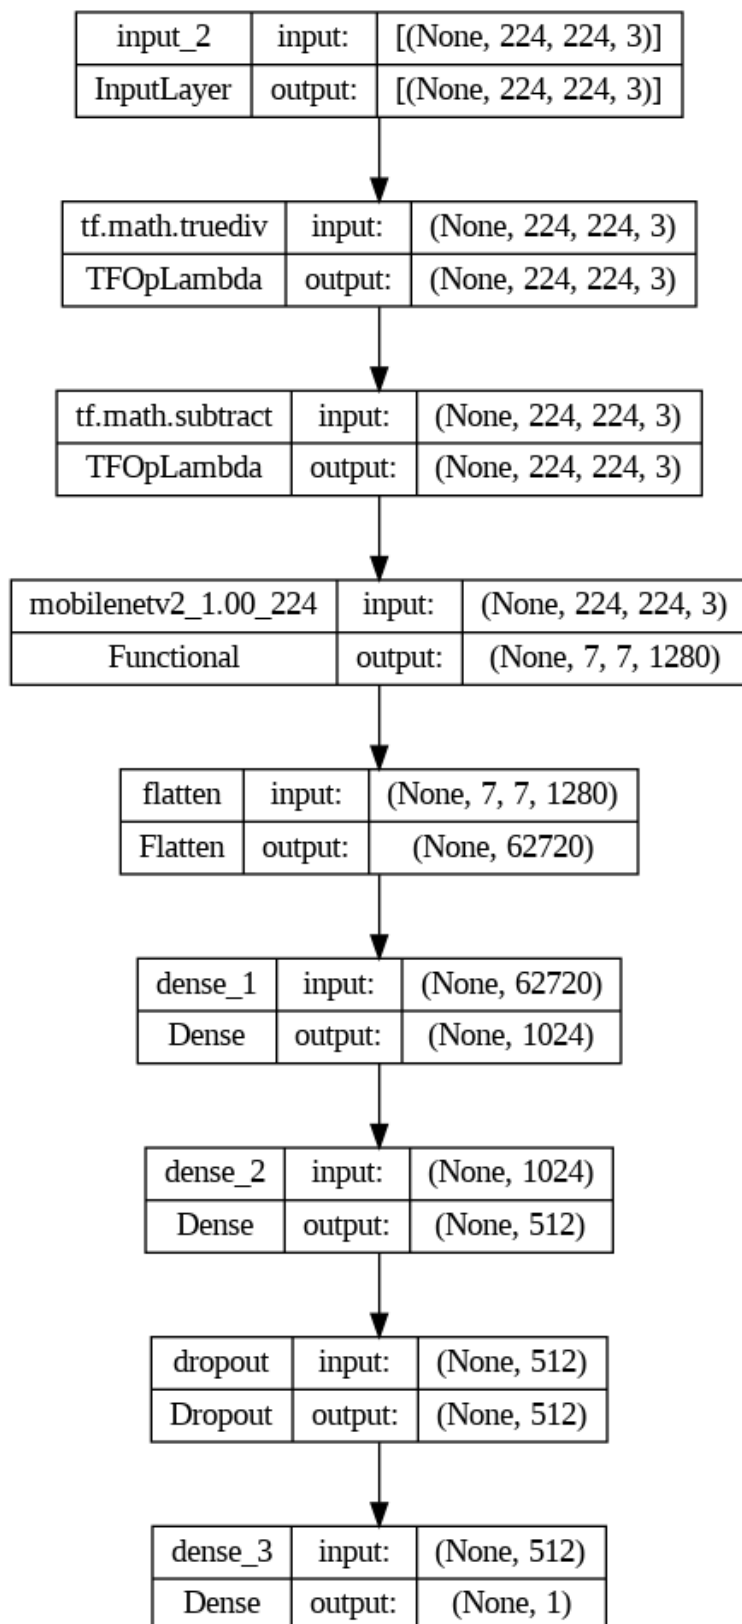 input_2 input: [(None, 224, 224, 3)]
InputLayer output: [(None, 224, 224, 3)]
tf.math.truediv input: (None, 224, 224, 3)
TFOpLambda output: (None, 224, 224, 3)
tf.math.subtract input: (None, 224, 224, 3)
TFOpLambda output: (None, 224, 224, 3)
mobilenetv2_1.00_224 input: (None, 224, 224, 3)
Functional output: (None, 7, 7, 1280)
flatten input: (None, 7, 7, 1280)
Flatten output: (None, 62720)
dense_1 input: (None, 62720)
Dense output: (None, 1024)
dense_2 input: (None, 1024)
Dense output: (None, 512)
dropout input: (None, 512)
Dropout output: (None, 512)
dense_3 input: (None, 512)
Dense output: (None, 1)